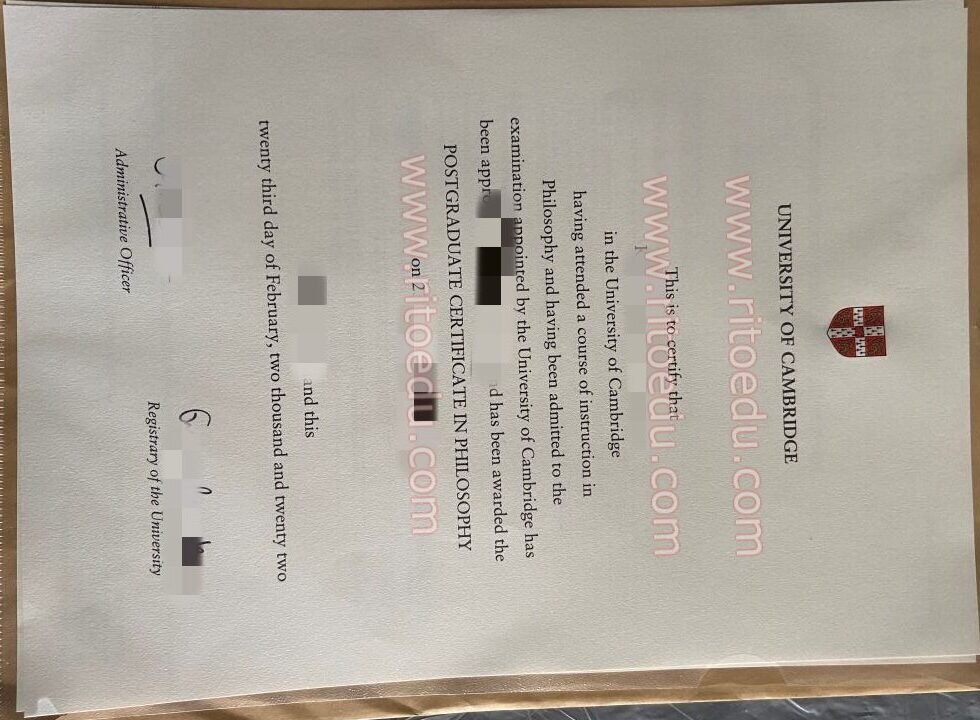 UNIVERSITY OF CAMBRIDGE
www.ritoedu.com
This is to certify that
www.ritoedu.com
in the University of Cambridge
having attended a course of instruction in
Philosophy and having been admitted to the
examination appointed by the University of Cambridge has
been has been awarded the
POSTGRADUATE CERTIFICATE IN PHILOSOPHY
www.ritoedu.com
on 2
and this
twenty third day of February, two thousand and twenty two
Administrative Officer
Registrary of the University